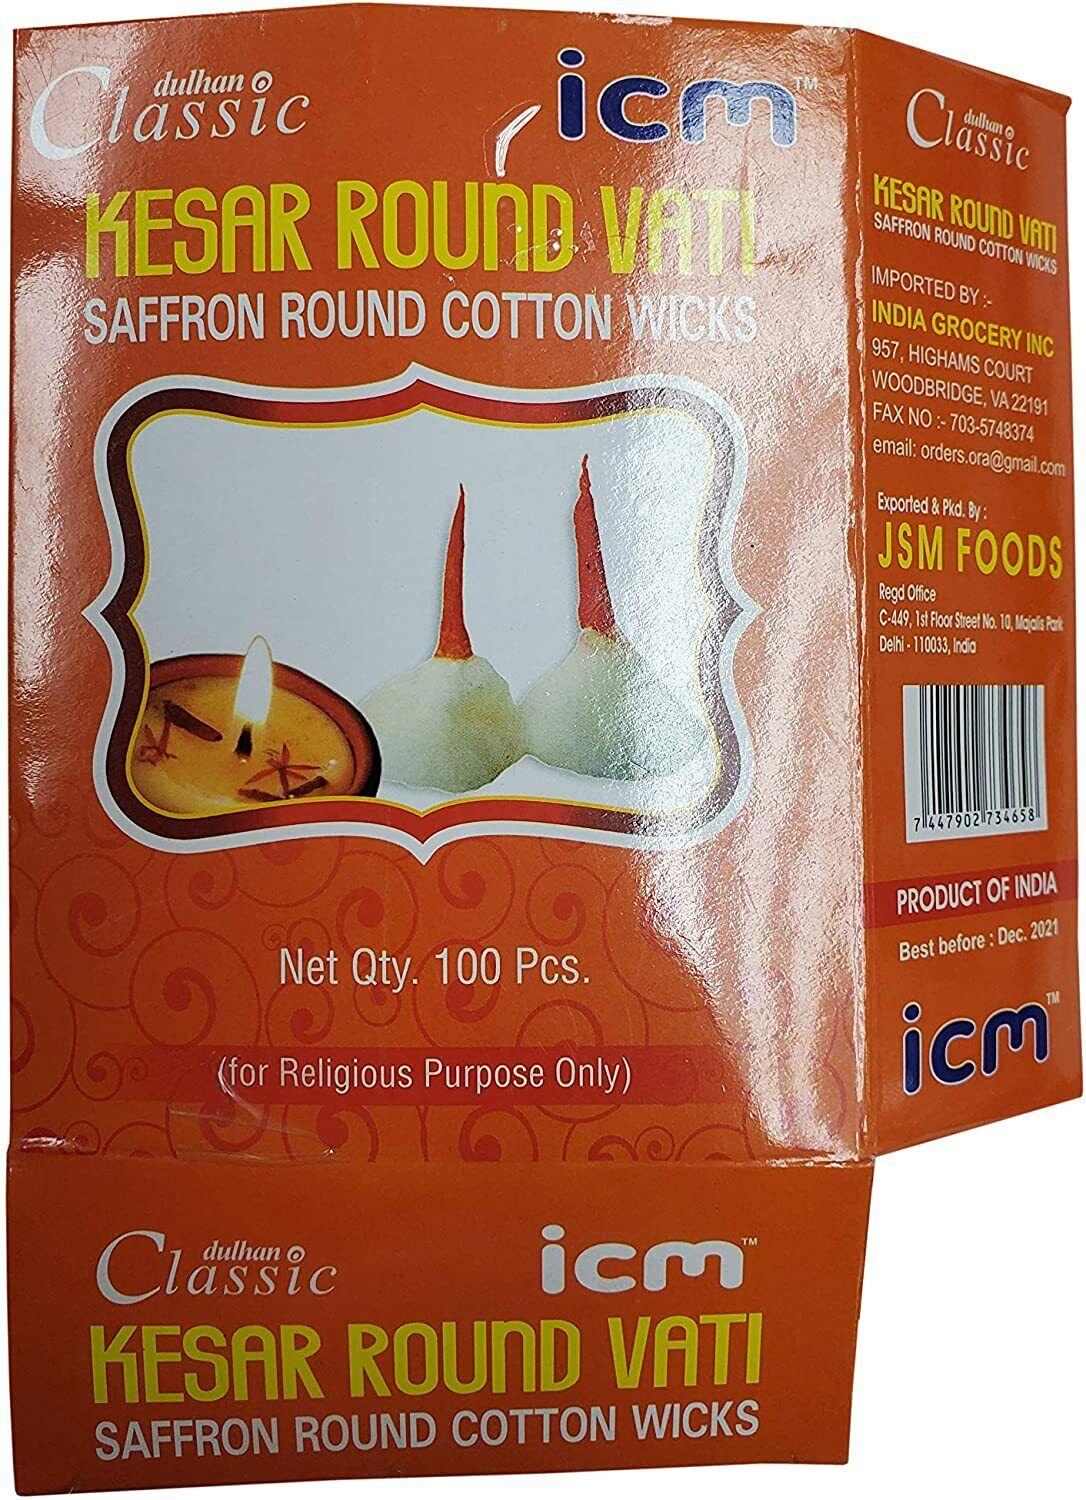 dulhan
Classic
icm™
KESAR ROUND VATI
SAFFRON ROUND COTTON WICKS
Net Qty. 100 Pcs.
(for Religious Purpose Only)
dulhan
Classic
icm™
KESAR ROUND VATI
SAFFRON ROUND COTTON WICKS
dulhan
Classic
KESAR ROUND VATI
SAFFRON ROUND COTTON WICKS
IMPORTED BY :-
INDIA GROCERY INC
957, HIGHAMS COURT
WOODBRIDGE, VA 22191
FAX NO :- 703-5748374
email: orders.ora@gmail.com
Exported & Pkd. By :
JSM FOODS
Regd Office
C-449, 1st Floor Street No. 10, Majalis Park
Delhi - 110033, India
7 447902 734658
PRODUCT OF INDIA
Best before : Dec. 2021
icm™